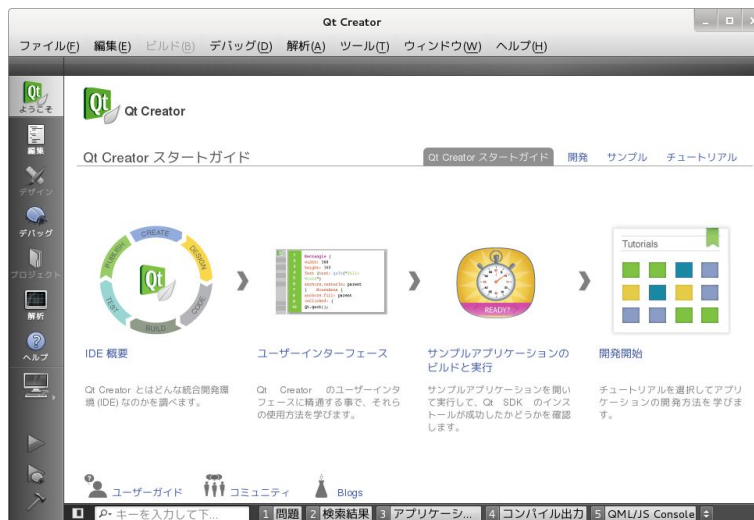 Qt Creator
ファイル(F) 編集(E) ビルド(B) デバッグ(D) 解析(A) ツール(T) ウィンドウ(W) ヘルプ(H)
Qt
ようこそ
編集
デザイン
デバッグ
プロジェクト
解析
ヘルプ
Qt Creator
Qt Creator スタートガイド
Qt Creator スタートガイド 開発 サンプル チュートリアル
CREATE
DESIGN
CODE
BUILD
TEST
PUBLISH
Qt
Rectangle {
width: 360
height: 360
anchors.centerIn: parent
anchors.fill: parent
Qt.quit();
READY?
Tutorials
IDE 概要
Qt Creator とはどんな統合開発環
境 (IDE) なのかを調べます。
ユーザーインターフェース
Qt Creator のユーザーインタ
フェースに精通する事で、それら
の使用方法を学びます。
サンプルアプリケーションの
ビルドと実行
サンプルアプリケーションを開い
て実行して、Qt SDK のインス
トールが成功したかどうかを確認
します。
開発開始
チュートリアルを選択してアプリ
ケーションの開発方法を学びま
す。
ユーザーガイド コミュニティ Blogs
キーを入力して下... 1 問題 2 検索結果 3 アプリケーシ... 4 コンパイル出力 5 QML/JS Console